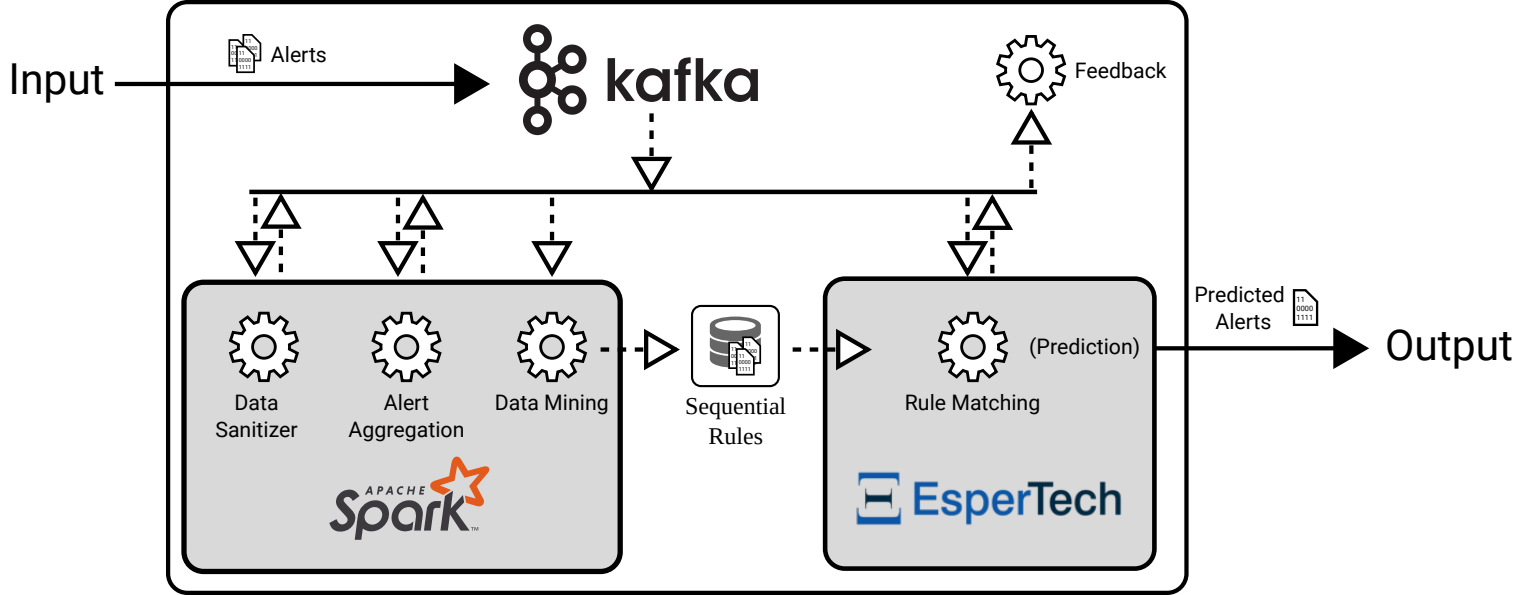 Input
Alerts
kafka
Feedback
Data
Sanitizer
Alert
Aggregation
Data Mining
APACHE
Spark™
Sequential
Rules
Rule Matching
(Prediction)
EsperTech
Predicted
Alerts
Output